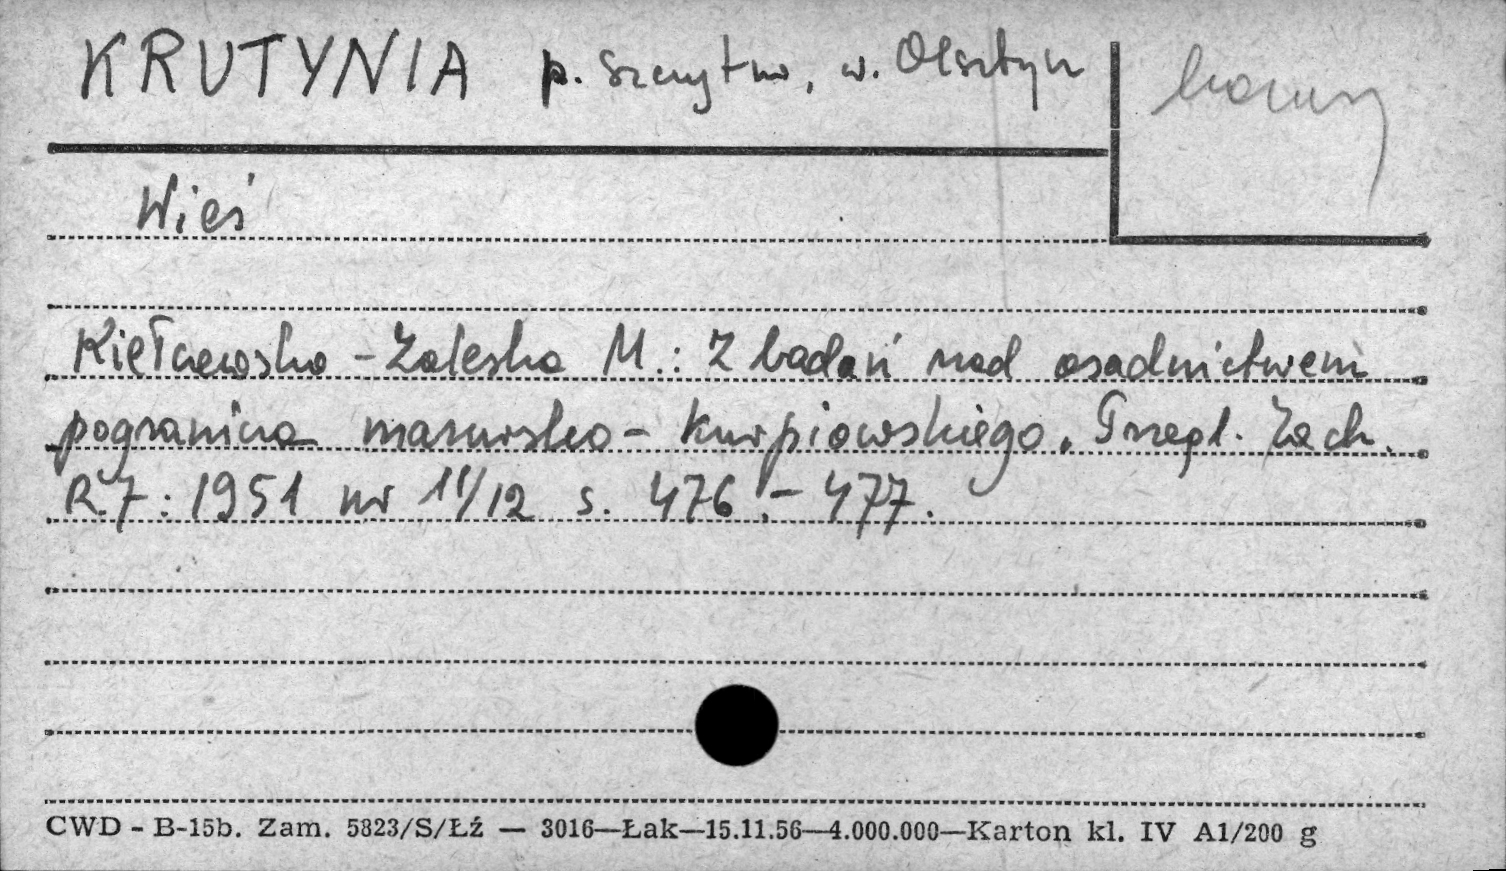 KRUTYNIA p. Szczytno, w. Olsztyn
Wieś
Kiełczewska-Zaleska M.: Z badań nad osadnictwem
pogranicza mazursko-kurpiowskiego. Przegl. Zach.
R.7: 1951 nr 11/12 s. 476.-477.
CWD - B-15b. Zam. 5823/S/Łź — 3016—Łak—15.11.56—4.000.000—Karton kl. IV A1/200 g